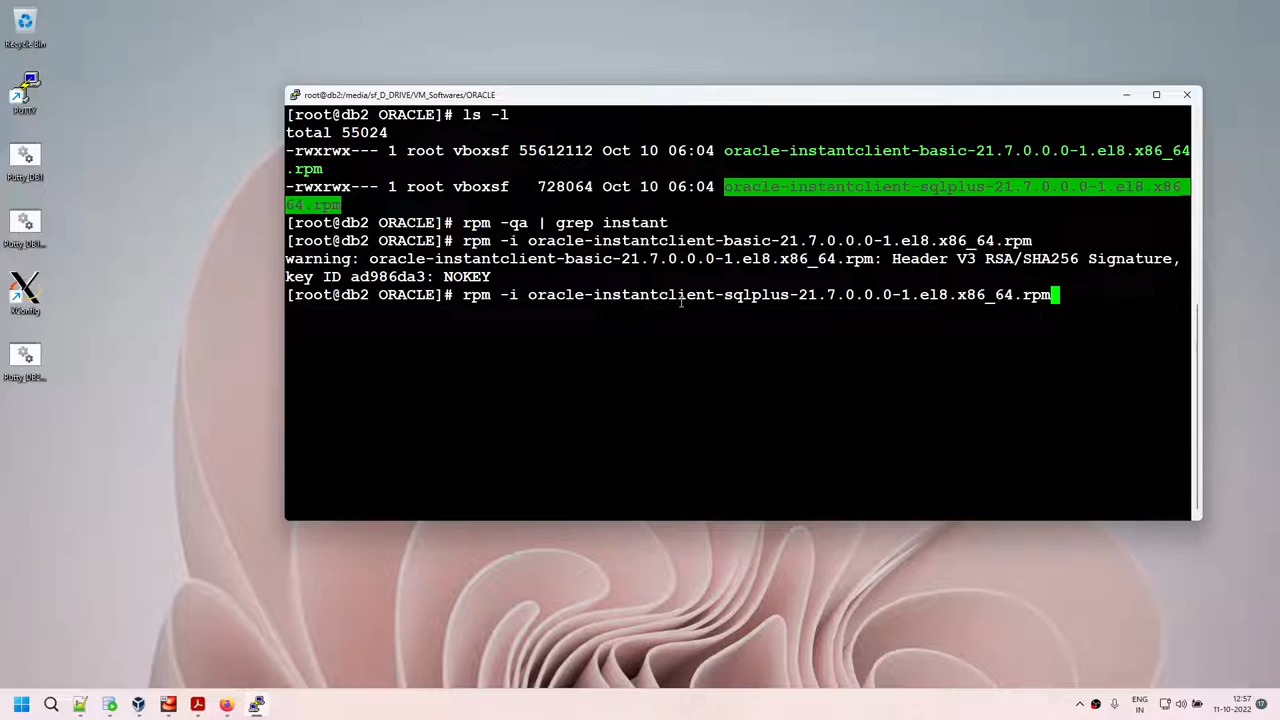 Recycle Bin
PuTTY
Putty DB1
Putty_DB1...
XConfig
Putty_DB2...
root@db2:/media/sf_D_DRIVE/VM_Softwares/ORACLE
[root@db2 ORACLE]# ls -l
total 55024
-rwxrwx--- 1 root vboxsf 55612112 Oct 10 06:04 oracle-instantclient-basic-21.7.0.0.0-1.el8.x86_64
.rpm
-rwxrwx--- 1 root vboxsf   728064 Oct 10 06:04 oracle-instantclient-sqlplus-21.7.0.0.0-1.el8.x86_
64.rpm
[root@db2 ORACLE]# rpm -qa | grep instant
[root@db2 ORACLE]# rpm -i oracle-instantclient-basic-21.7.0.0.0-1.el8.x86_64.rpm
warning: oracle-instantclient-basic-21.7.0.0.0-1.el8.x86_64.rpm: Header V3 RSA/SHA256 Signature,
key ID ad986da3: NOKEY
[root@db2 ORACLE]# rpm -i oracle-instantclient-sqlplus-21.7.0.0.0-1.el8.x86_64.rpm
ENG
IN
12:57
11-10-2022
17